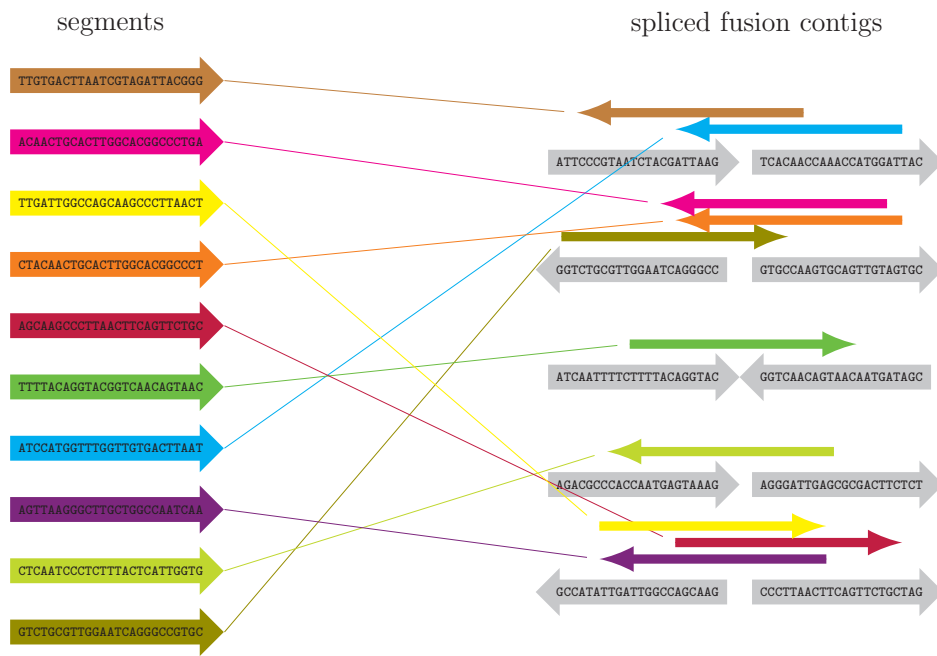 segments
spliced fusion contigs
TTGTGACTTAATCGTAGATTACGGG
ACAACTGCACTTGGCACGGCCCTGA
ATTCCCGTAATCTACGATTAAG
TCACAACCAAACCATGGATTAC
TTGATTGGCCAGCAAGCCCTTAACT
CTACAACTGCACTTGGCACGGCCCT
GGTCTGCGTTGGAATCAGGGCC
GTGCCAAGTGCAGTTGTAGTGC
AGCAAGCCCTTAACTTCAGTTCTGC
TTTTACAGGTACGGTCAACAGTAAC
ATCAATTTTCTTTTACAGGTAC
GGTCAACAGTAACAATGATAGC
ATCCATGGTTTGGTTGTGACTTAAT
AGACGCCCACCAATGAGTAAAG
AGGGATTGAGCGCGACTTCTCT
AGTTAAGGGCTTGCTGGCCAATCAA
CTCAATCCCTCTTTACTCATTGGTG
GCCATATTGATTGGCCAGCAAG
CCCTTAACTTCAGTTCTGCTAG
GTCTGCGTTGGAATCAGGGCCGTGC